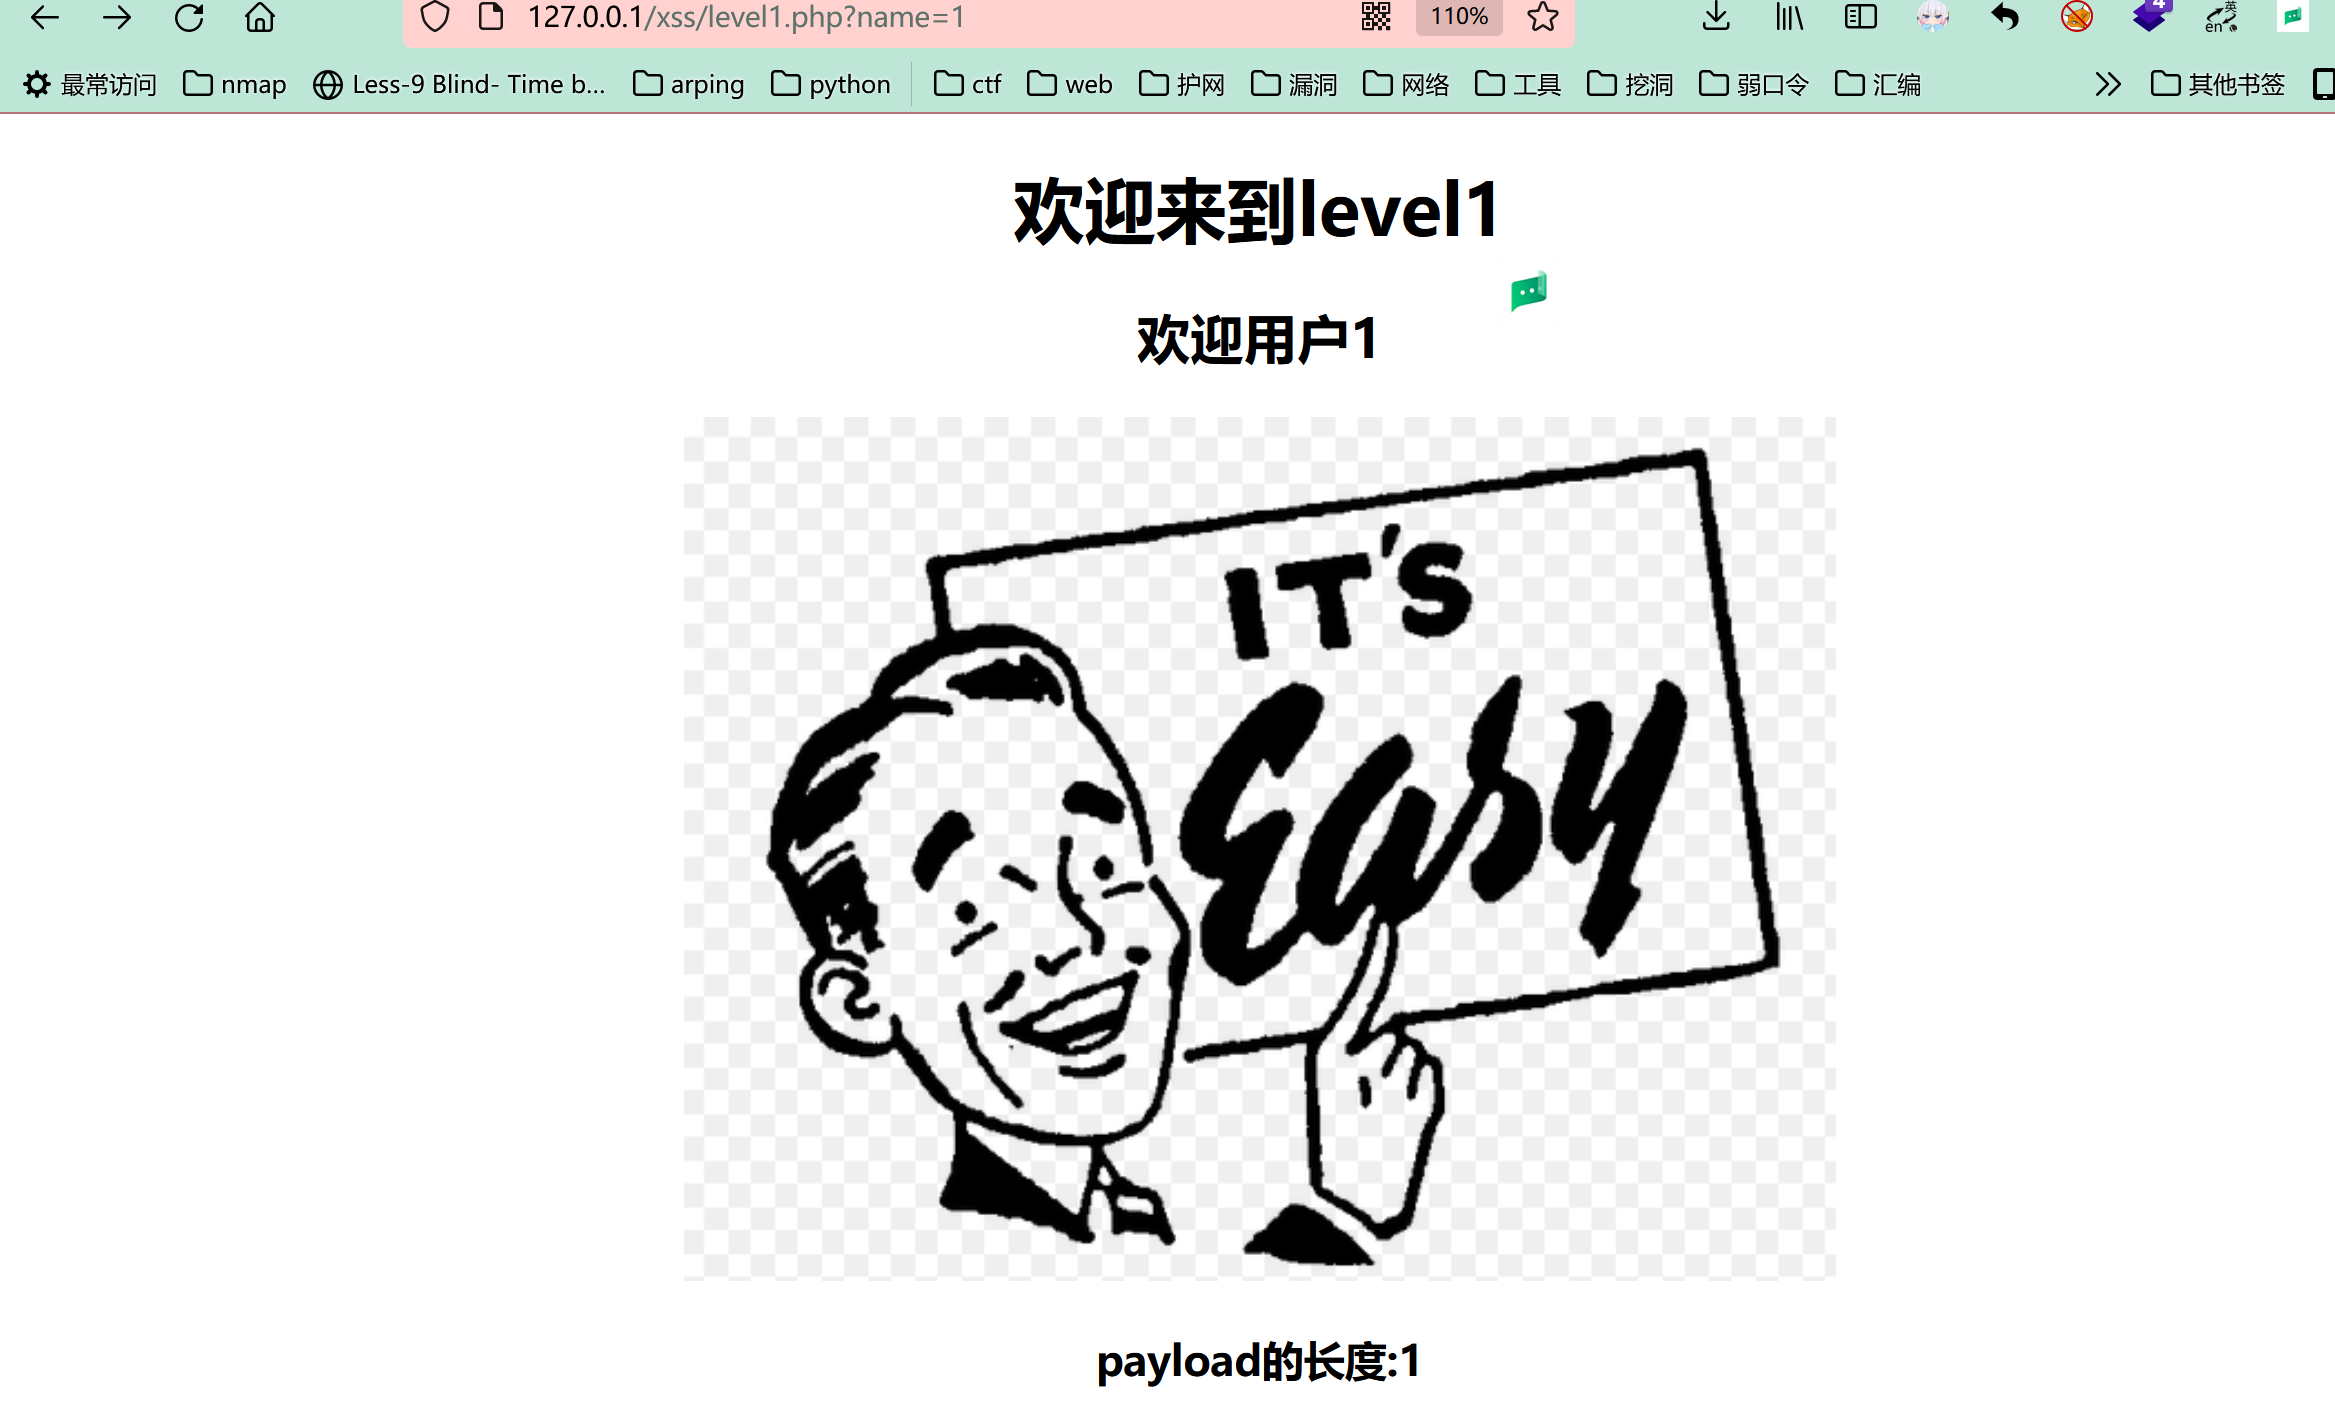 127.0.0.1/xss/level1.php?name=1
110%
4
英
en
最常访问 nmap Less-9 Blind- Time b... arping python ctf web 护网 漏洞 网络 工具 挖洞 弱口令 汇编 其他书签
欢迎来到level1
欢迎用户1
IT'S
Easy
payload的长度:1